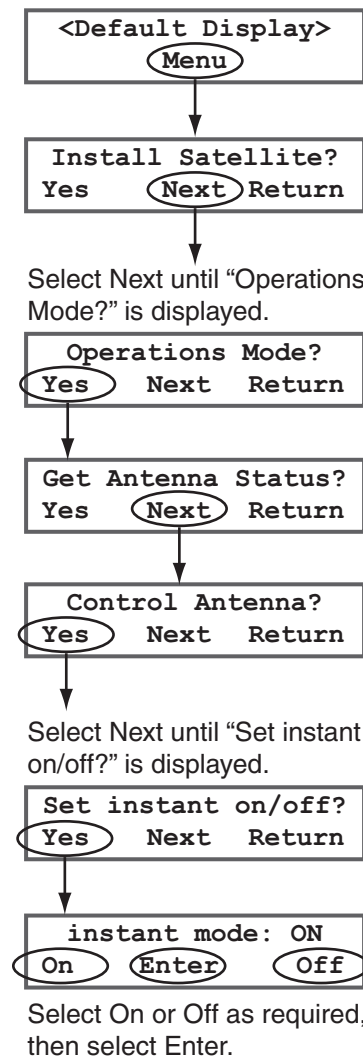 <Default Display>
Menu
Install Satellite?
Yes Next Return
Select Next until “Operations
Mode?” is displayed.
Operations Mode?
Yes Next Return
Get Antenna Status?
Yes Next Return
Control Antenna?
Yes Next Return
Select Next until “Set instant
on/off?” is displayed.
Set instant on/off?
Yes Next Return
instant mode: ON
On Enter Off
Select On or Off as required,
then select Enter.